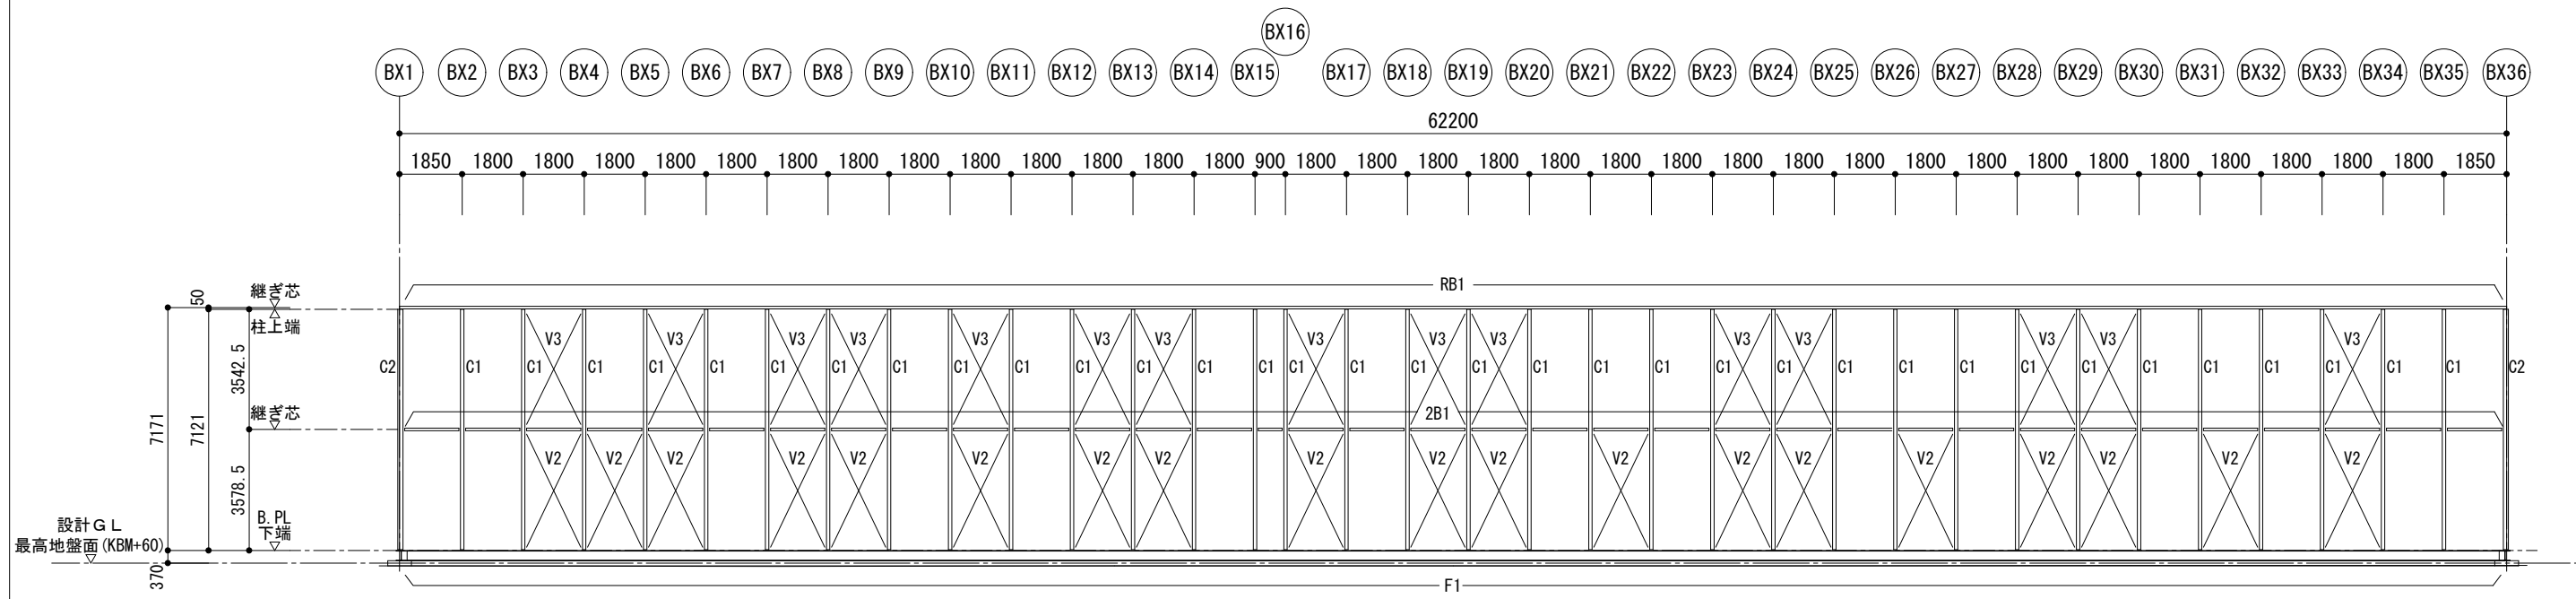 BX16
BX1 BX2 BX3 BX4 BX5 BX6 BX7 BX8 BX9 BX10 BX11 BX12 BX13 BX14 BX15 BX17 BX18 BX19 BX20 BX21 BX22 BX23 BX24 BX25 BX26 BX27 BX28 BX29 BX30 BX31 BX32 BX33 BX34 BX35 BX36
62200
1850 1800 1800 1800 1800 1800 1800 1800 1800 1800 1800 1800 1800 1800 900 1800 1800 1800 1800 1800 1800 1800 1800 1800 1800 1800 1800 1800 1800 1800 1800 1800 1800 1800 1850
RB1
50 継ぎ芯
柱上端
V3 V3 V3 V3 V3 V3 V3 V3 V3 V3 V3 V3 V3 V3 V3
C2 C1 C1 C1 C1 C1 C1 C1 C1 C1 C1 C1 C1 C1 C1 C1 C1 C1 C1 C1 C1 C1 C1 C1 C1 C1 C1 C1 C1 C1 C1 C1 C1 C1 C1 C2
3542.5
継ぎ芯
2B1
7171
7121
V2 V2 V2 V2 V2 V2 V2 V2 V2 V2 V2 V2 V2 V2 V2 V2 V2 V2 V2
3578.5
B.PL
下端
設計GL
最高地盤面(KBM+60)
370
F1